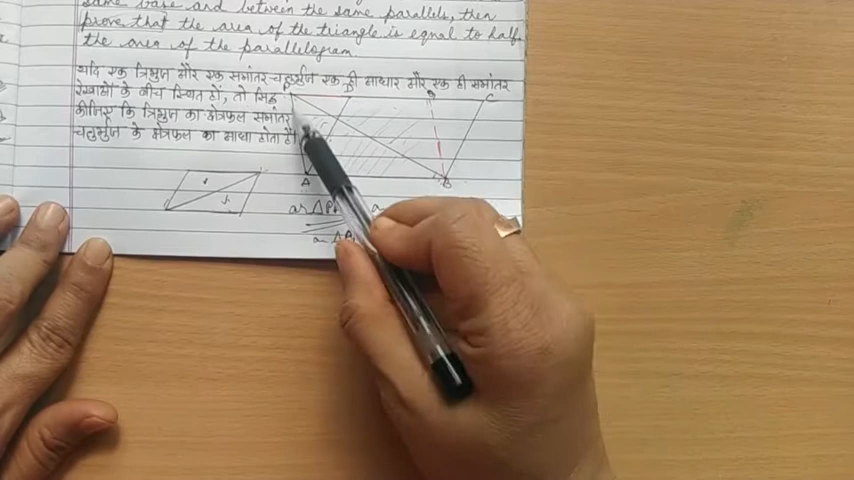 same base and between the same parallels, then
prove that the area of the triangle is equal to half
the area of the parallelogram
यदि एक त्रिभुज और एक समांतर चतुर्भुज एक ही आधार और एक ही समांतर
रेखाओं के बीच स्थित हों, तो सिद्ध
कीजिए कि त्रिभुज का क्षेत्रफल समांतर
चतुर्भुज के क्षेत्रफल का आधा होता है।
P D Q C
A B
ar △P
ar △P